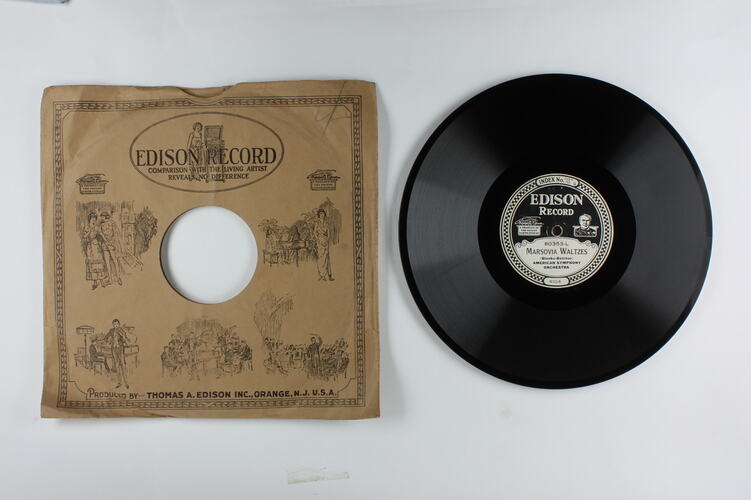 EDISON RECORD
COMPARISON WITH THE LIVING ARTIST
REVEALS NO DIFFERENCE
PRODUCED BY— THOMAS A. EDISON INC., ORANGE, N.J. U.S.A.
INDEX No.
EDISON
RECORD
80353-L
MARSOVIA WALTZES
AMERICAN SYMPHONY
ORCHESTRA